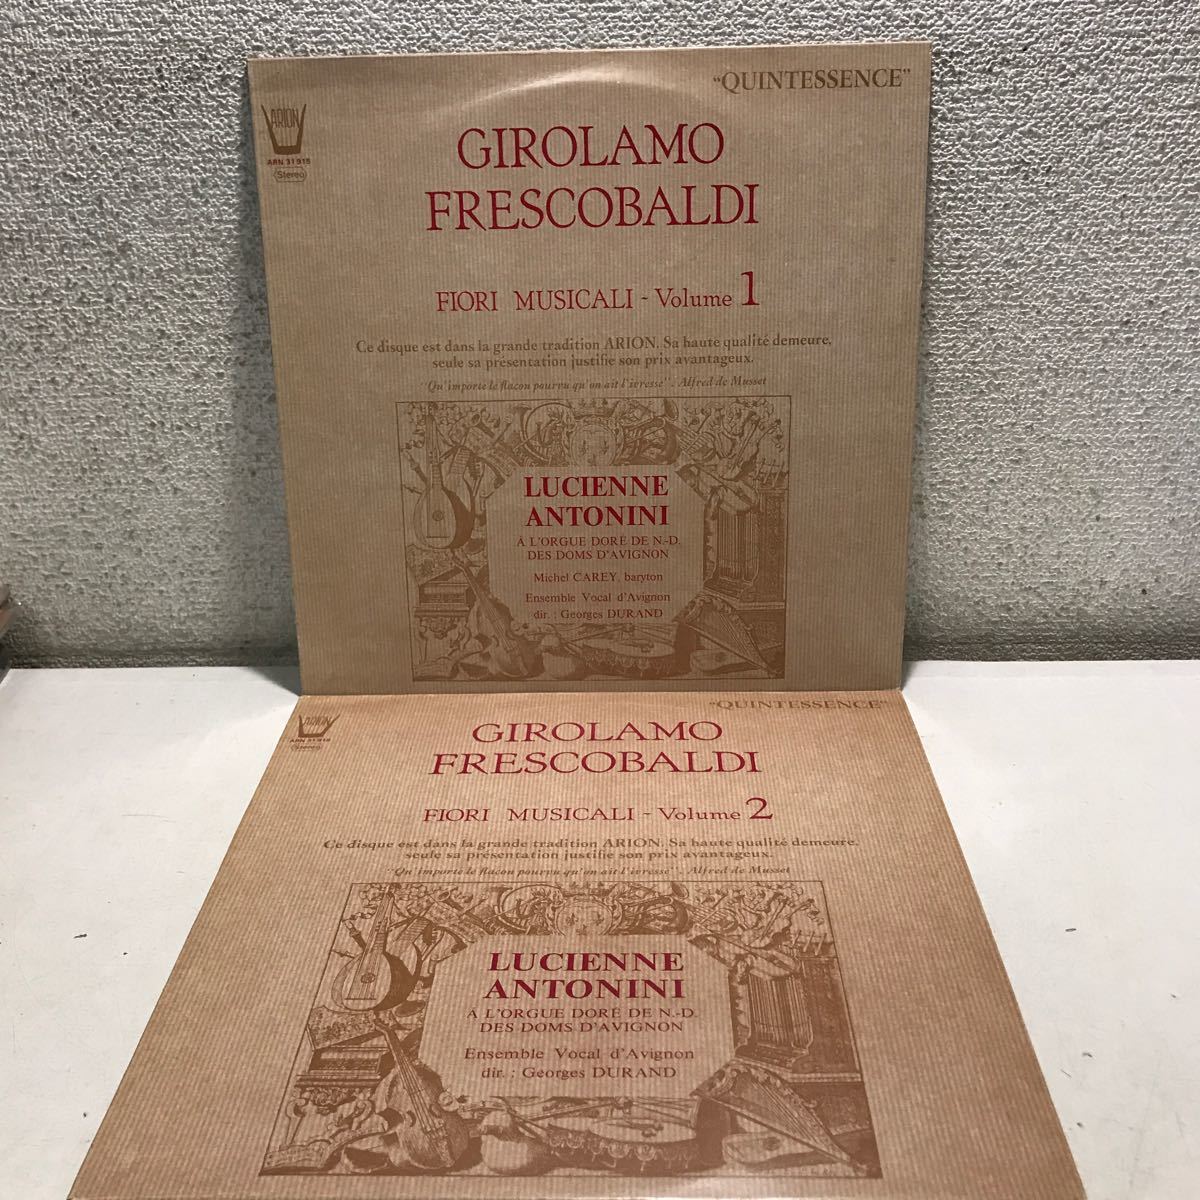 "QUINTESSENCE"
ARION
ARN 31 918
Stereo
GIROLAMO
FRESCOBALDI
FIORI MUSICALI - Volume 1
Ce disque est dans la grande tradition ARION. Sa haute qualité demeure,
seule sa présentation justifie son prix avantageux.
"Qu'importe le flacon pourvu qu'on ait l'ivresse". Alfred de Musset
LUCIENNE
ANTONINI
À L'ORGUE DORÉ DE N.-D.
DES DOMS D'AVIGNON
Michel CAREY, baryton
Ensemble Vocal d'Avignon
dir. : Georges DURAND
"QUINTESSENCE"
ARION
Stereo
GIROLAMO
FRESCOBALDI
FIORI MUSICALI - Volume 2
Ce disque est dans la grande tradition ARION. Sa haute qualité demeure,
seule sa présentation justifie son prix avantageux.
"Qu'importe le flacon pourvu qu'on ait l'ivresse". Alfred de Musset
LUCIENNE
ANTONINI
À L'ORGUE DORÉ DE N.-D.
DES DOMS D'AVIGNON
Ensemble Vocal d'Avignon
dir. : Georges DURAND